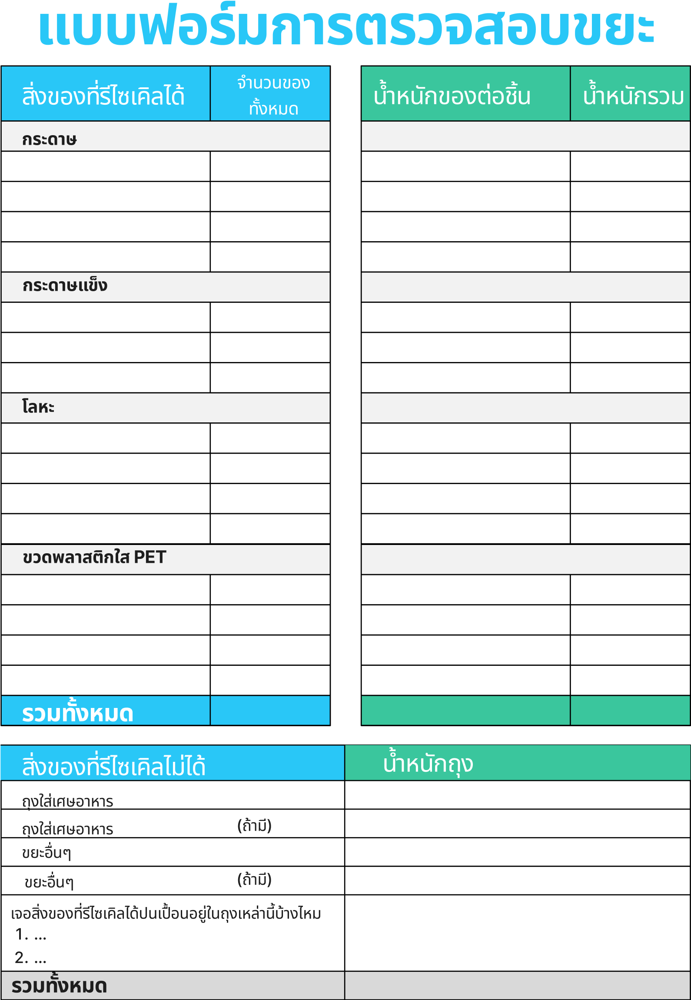 แบบฟอร์มการตรวจสอบขยะ
สิ่งของที่รีไซเคิลได้
จำนวนของ
ทั้งหมด
น้ำหนักของต่อชิ้น
น้ำหนักรวม
กระดาษ
กระดาษแข็ง
โลหะ
ขวดพลาสติกใส PET
รวมทั้งหมด
สิ่งของที่รีไซเคิลไม่ได้
น้ำหนักถุง
ถุงใส่เศษอาหาร
ถุงใส่เศษอาหาร (ถ้ามี)
ขยะอื่นๆ
ขยะอื่นๆ (ถ้ามี)
เจอสิ่งของที่รีไซเคิลได้ปนเปื้อนอยู่ในถุงเหล่านี้บ้างไหม
1. ...
2. ...
รวมทั้งหมด